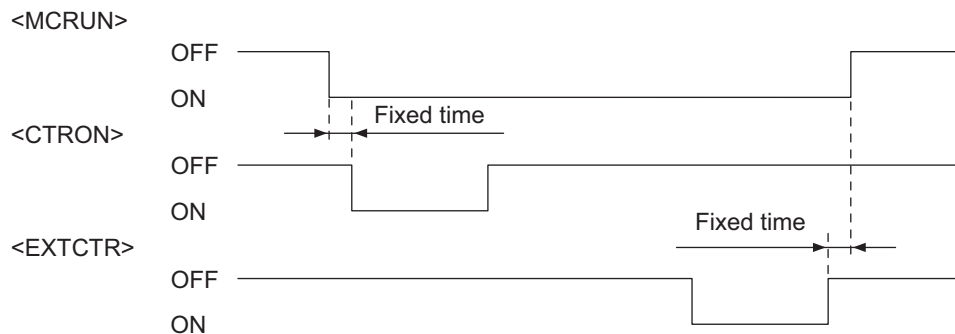 <MCRUN>
OFF
ON
Fixed time
<CTRON>
OFF
ON
Fixed time
<EXTCTR>
OFF
ON